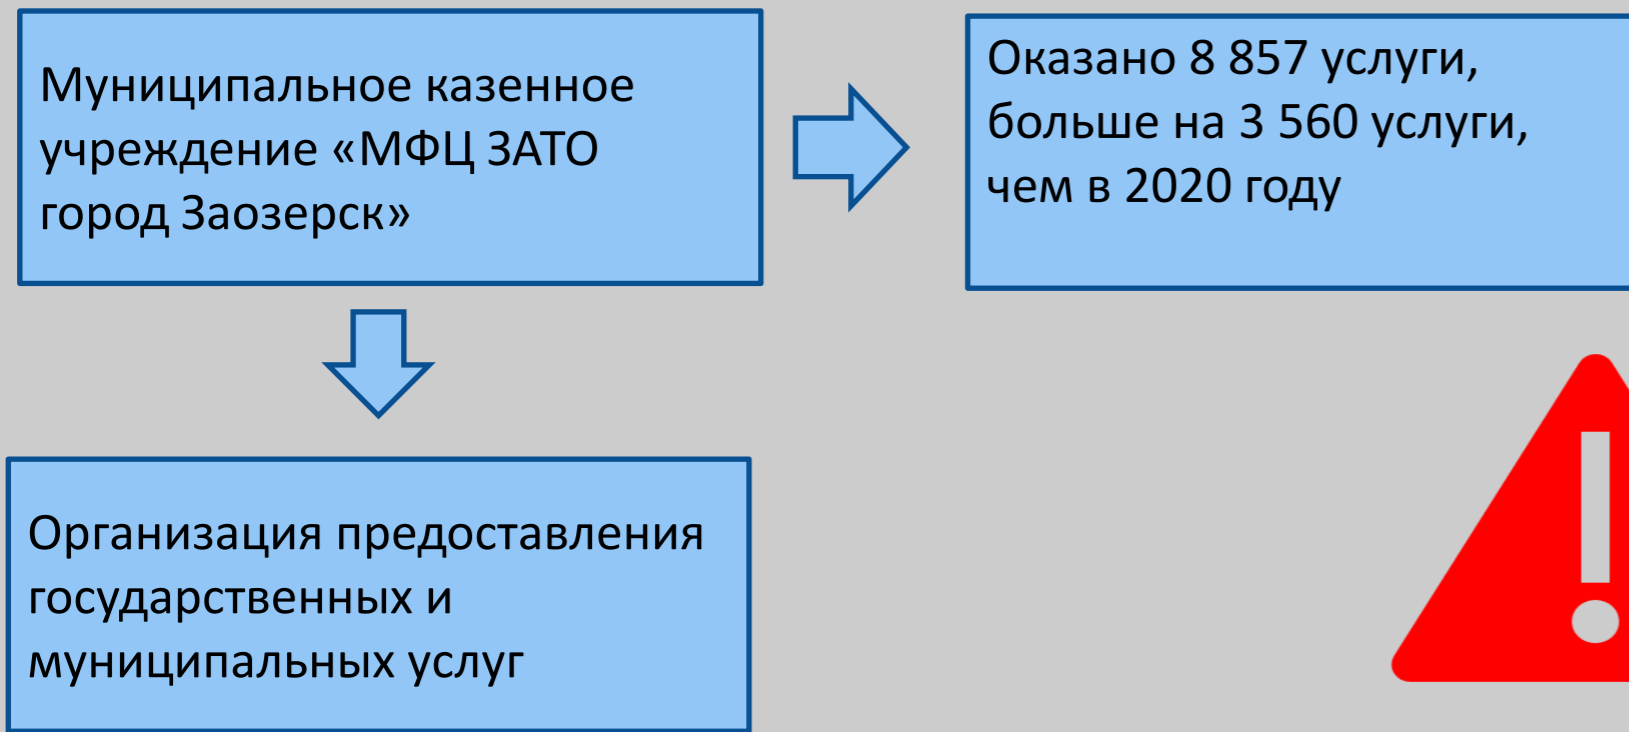 Муниципальное казенное
учреждение «МФЦ ЗАТО
город Заозерск»
Оказано 8 857 услуги,
больше на 3 560 услуги,
чем в 2020 году
Организация предоставления
государственных и
муниципальных услуг